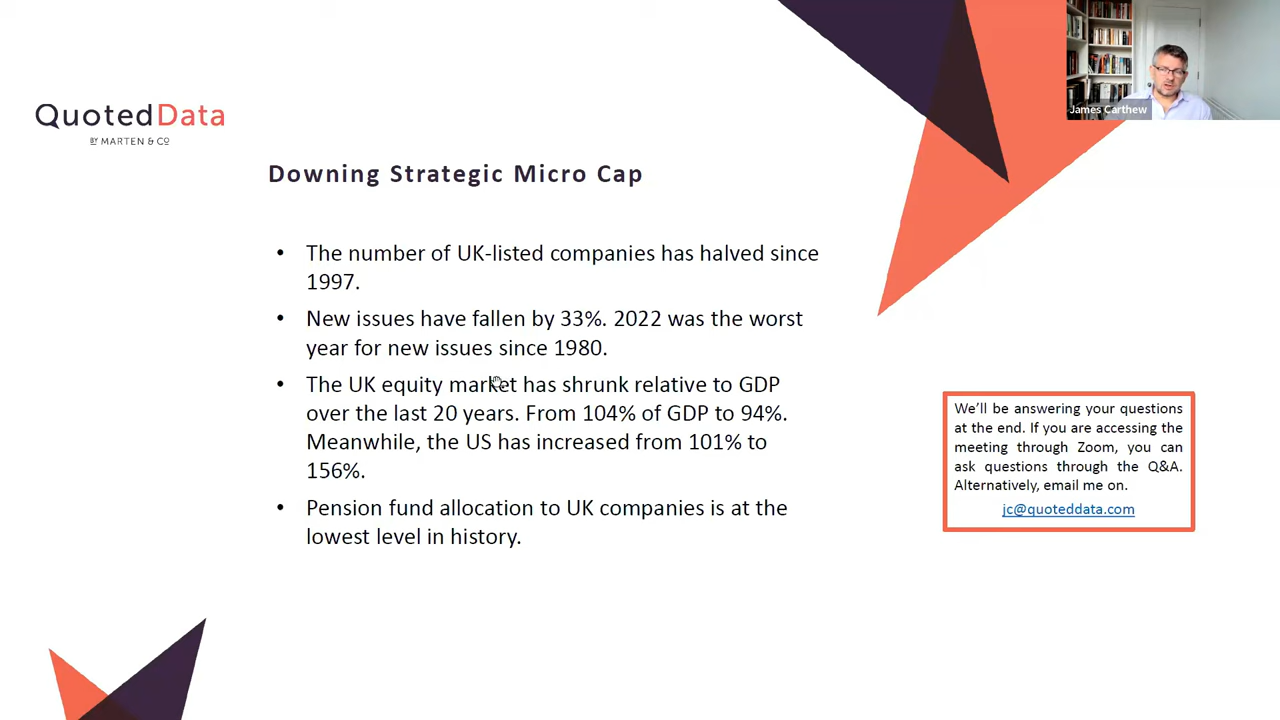 QuotedData
BY MARTEN & CO
James Carthew
Downing Strategic Micro Cap
• The number of UK-listed companies has halved since
1997.
• New issues have fallen by 33%. 2022 was the worst
year for new issues since 1980.
• The UK equity market has shrunk relative to GDP
over the last 20 years. From 104% of GDP to 94%.
Meanwhile, the US has increased from 101% to
156%.
• Pension fund allocation to UK companies is at the
lowest level in history.
We’ll be answering your questions
at the end. If you are accessing the
meeting through Zoom, you can
ask questions through the Q&A.
Alternatively, email me on.
jc@quoteddata.com